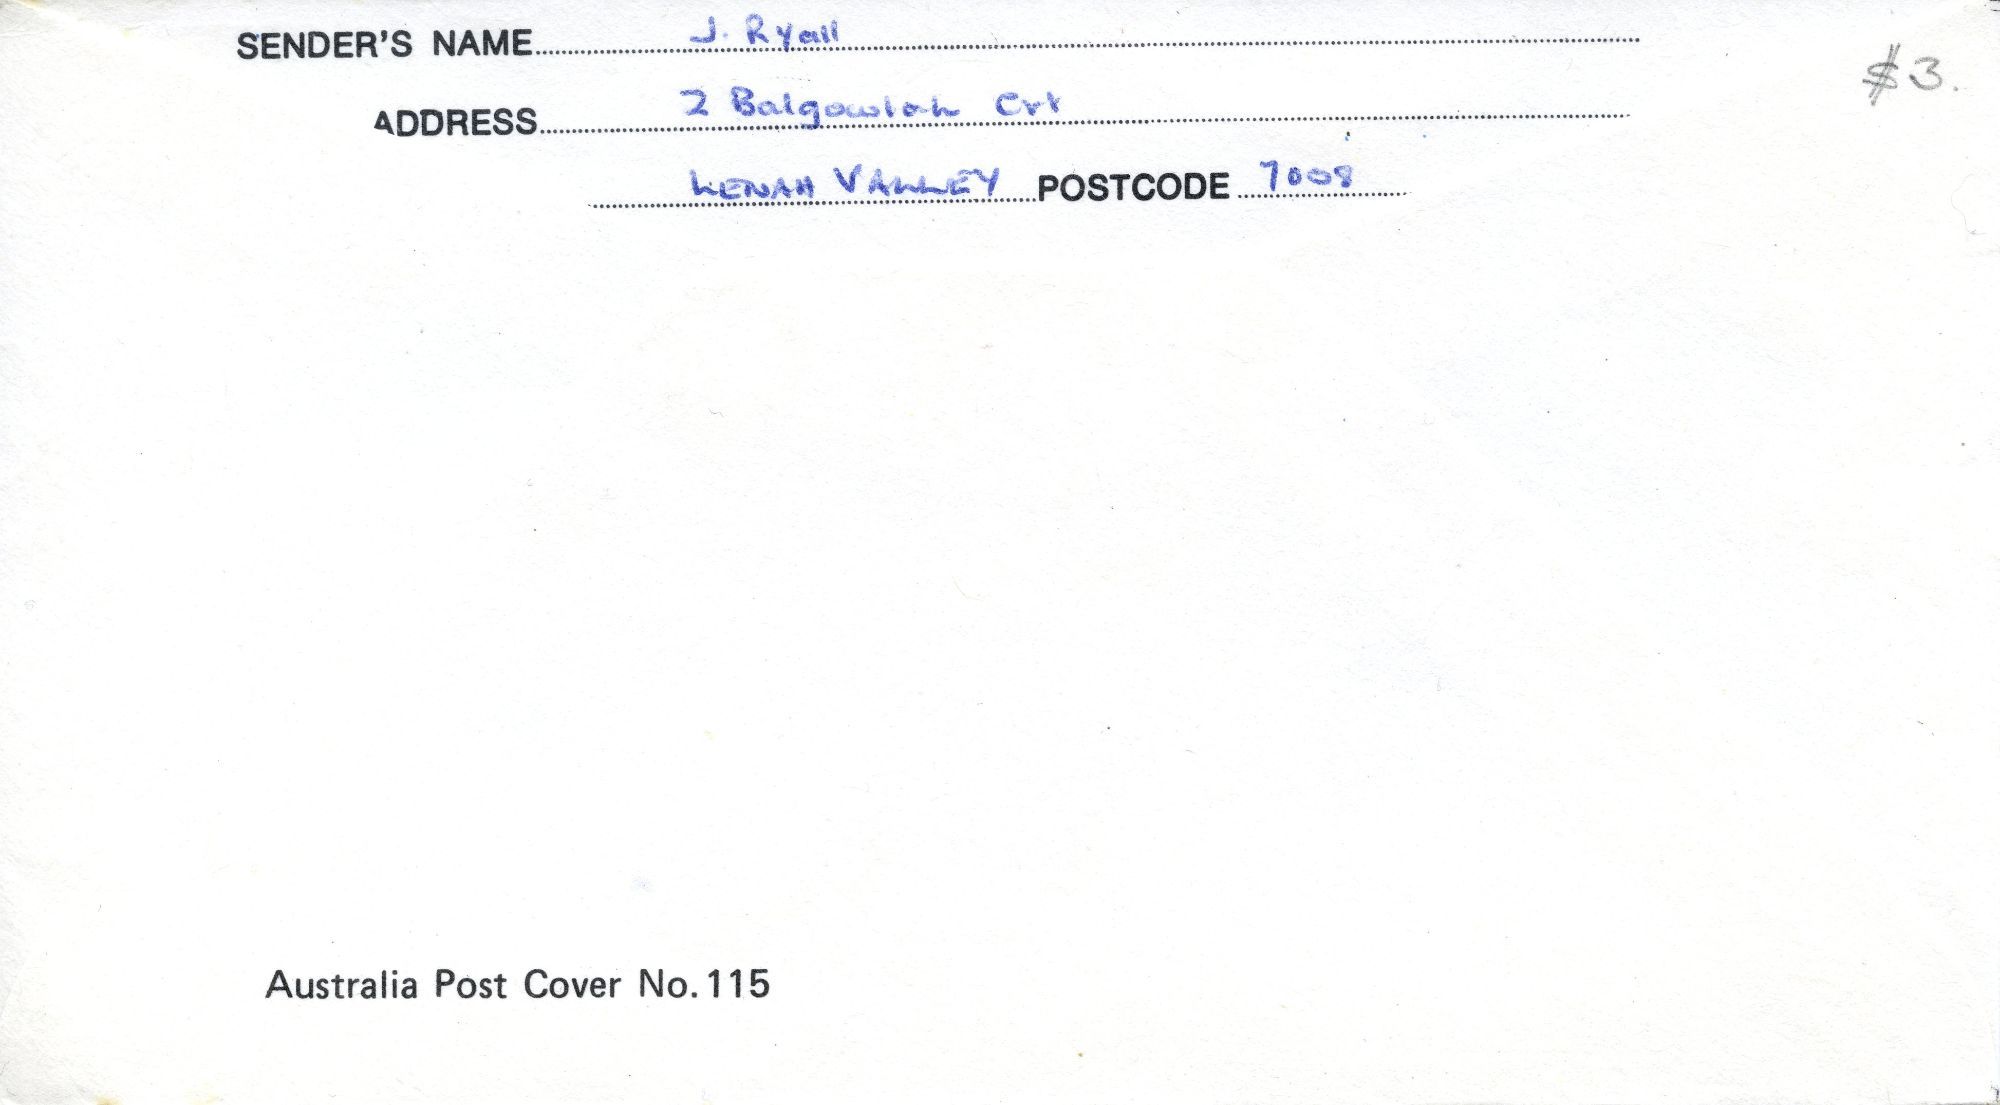 SENDER'S NAME J. Ryall
$3.
ADDRESS 2 Balgowlah Crt
LENAH VALLEY POSTCODE 7008
Australia Post Cover No. 115